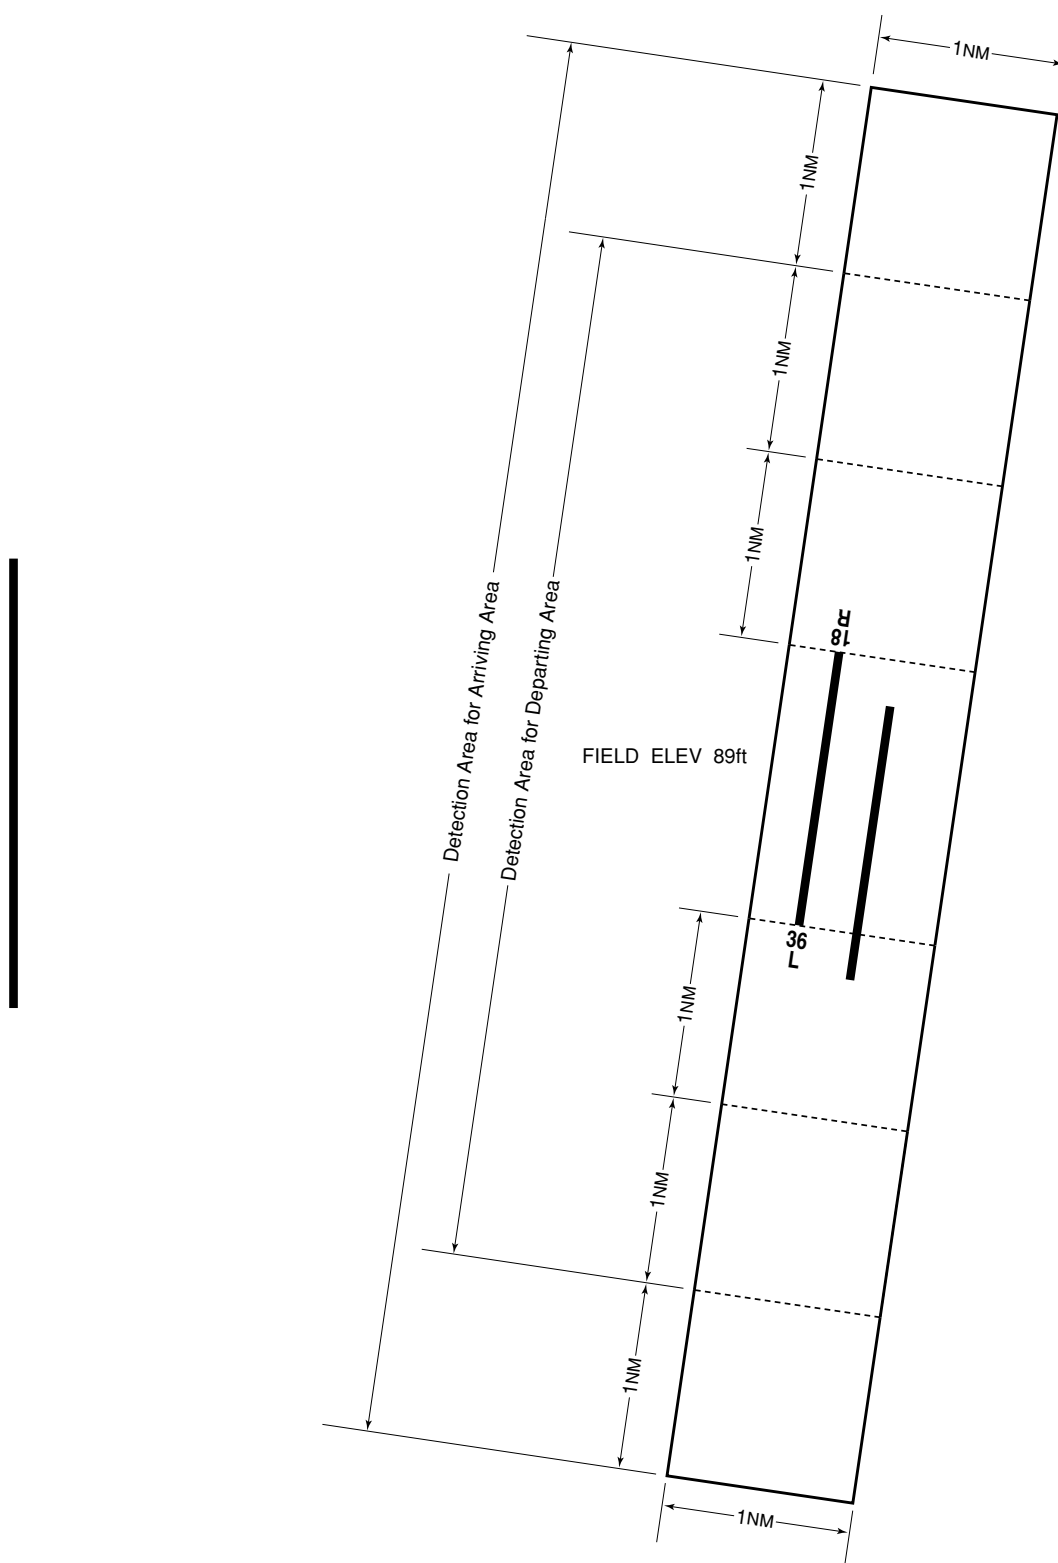 1NM
1NM
1NM
1NM
18
R
Detection Area for Arriving Area
Detection Area for Departing Area
FIELD ELEV 89ft
36
L
1NM
1NM
1NM
1NM